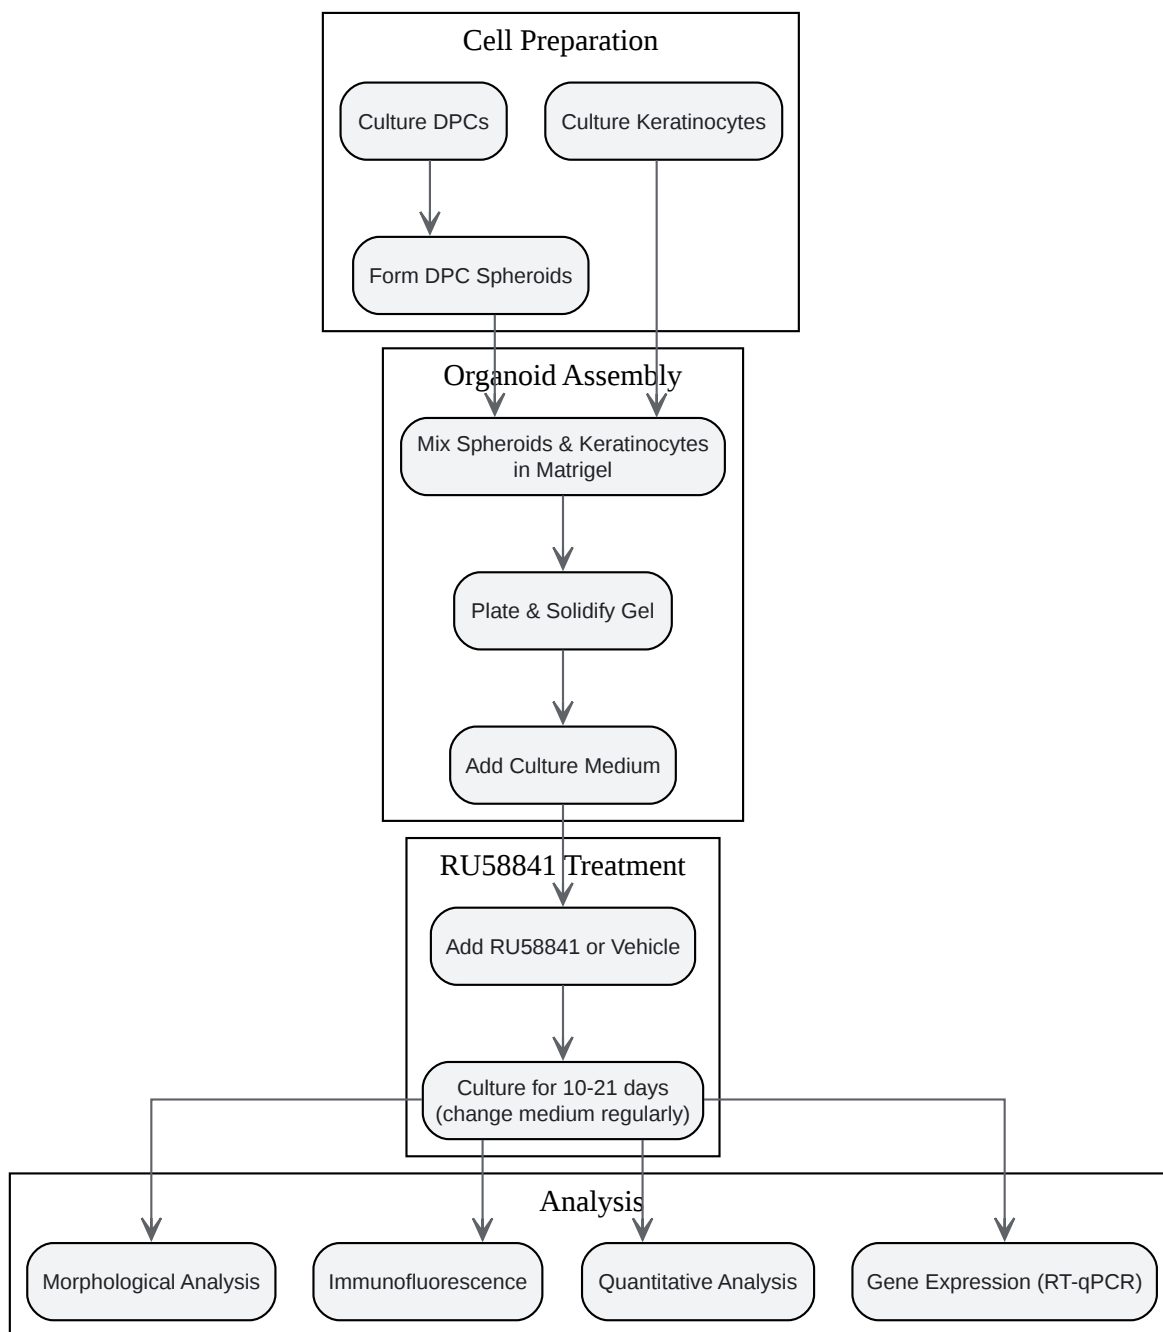 Cell Preparation
Culture DPCs
Culture Keratinocytes
Form DPC Spheroids
Organoid Assembly
Mix Spheroids & Keratinocytes
in Matrigel
Plate & Solidify Gel
Add Culture Medium
RU58841 Treatment
Add RU58841 or Vehicle
Culture for 10-21 days
(change medium regularly)
Analysis
Morphological Analysis
Immunofluorescence
Quantitative Analysis
Gene Expression (RT-qPCR)